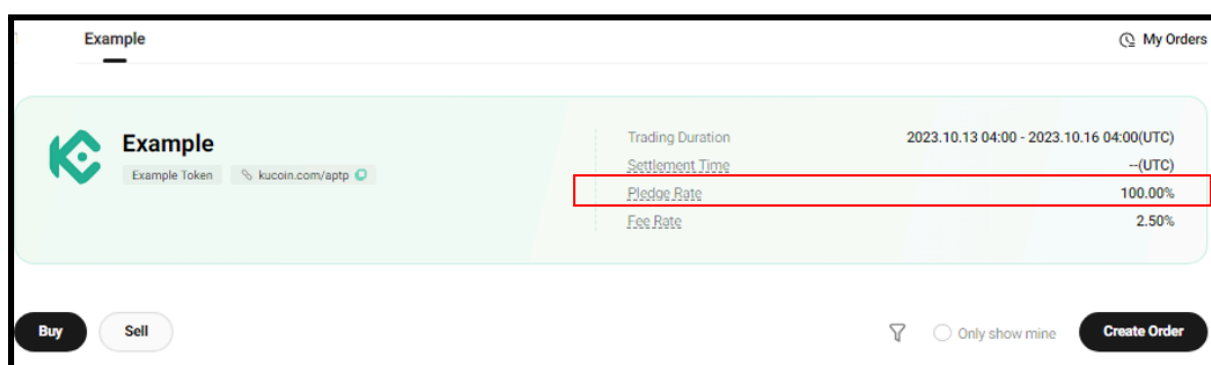 Example
My Orders
Example
Example Token
kucoin.com/aptp
Trading Duration
2023.10.13 04:00 - 2023.10.16 04:00(UTC)
Settlement Time
--(UTC)
Pledge Rate
100.00%
Fee Rate
2.50%
Buy
Sell
Only show mine
Create Order